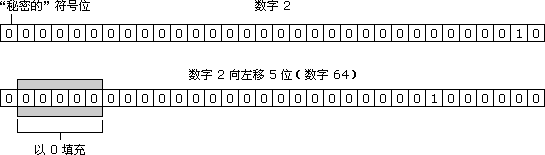 “秘密的”符号位 数字 2
0 0 0 0 0 0 0 0 0 0 0 0 0 0 0 0 0 0 0 0 0 0 0 0 0 0 0 0 0 0 1 0
数字 2 向左移 5 位（数字 64）
0 0 0 0 0 0 0 0 0 0 0 0 0 0 0 0 0 0 0 0 0 0 0 0 0 1 0 0 0 0 0 0
以 0 填充